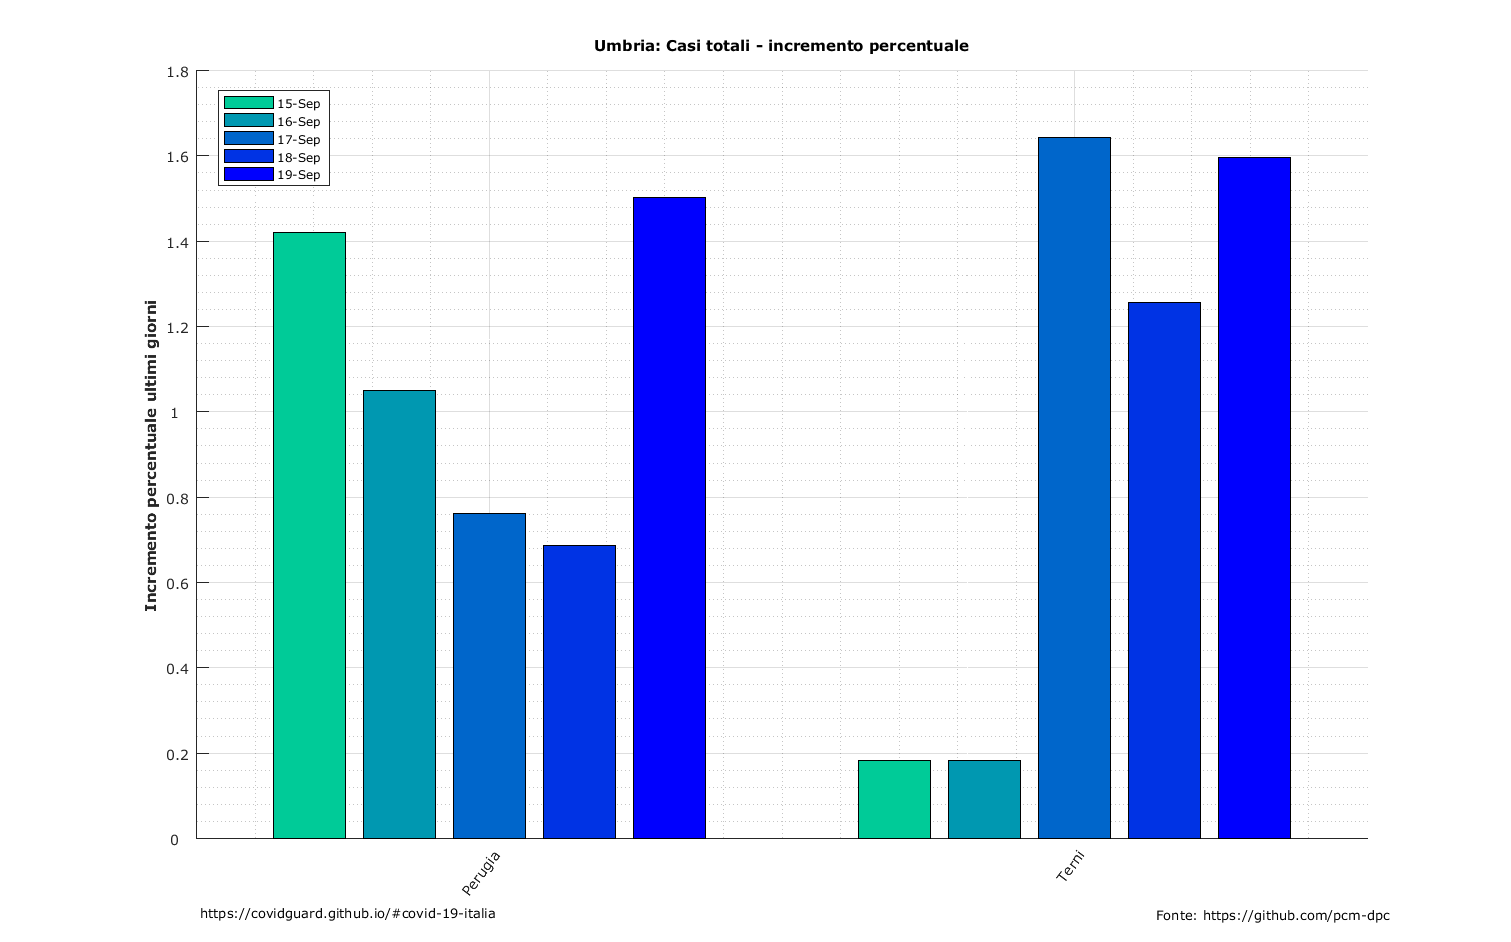 Umbria: Casi totali - incremento percentuale
1.8
1.6
1.4
1.2
1
0.8
0.6
0.4
0.2
0
Incremento percentuale ultimi giorni
15-Sep
16-Sep
17-Sep
18-Sep
19-Sep
Perugia
Terni
https://covidguard.github.io/#covid-19-italia
Fonte: https://github.com/pcm-dpc